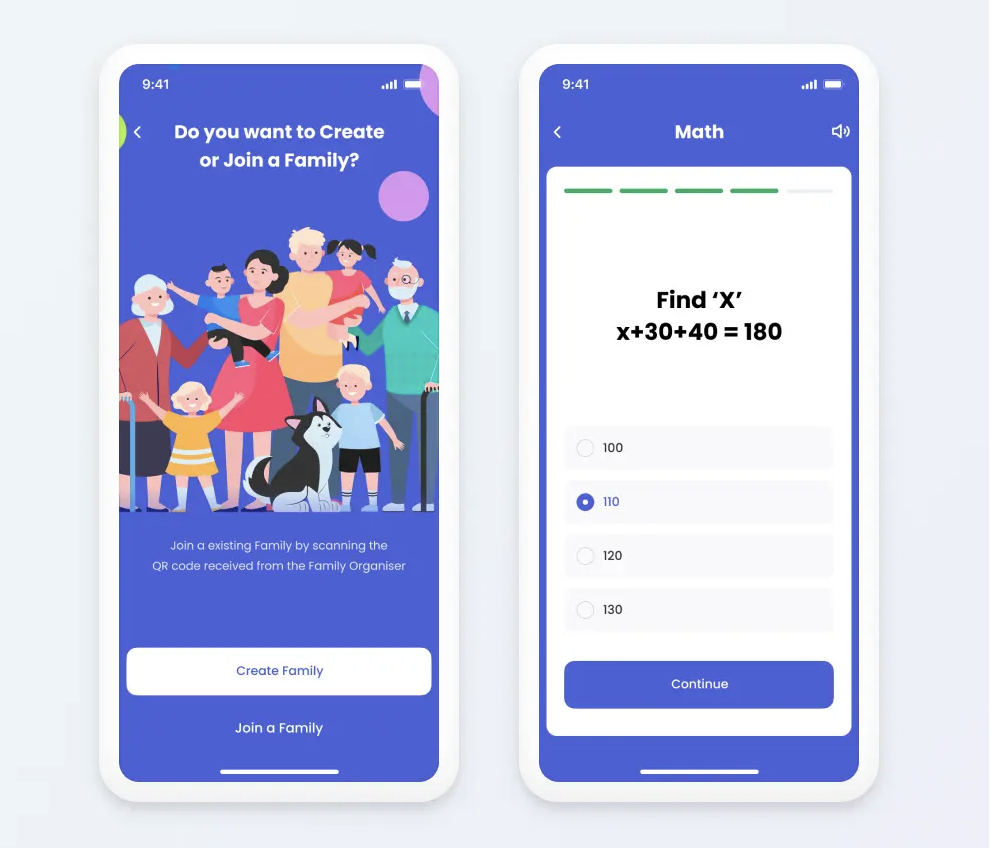 9:41
Do you want to Create
or Join a Family?
Join a existing Family by scanning the
QR code received from the Family Organiser
Create Family
Join a Family
9:41
Math
Find ‘X’
x+30+40 = 180
100
110
120
130
Continue